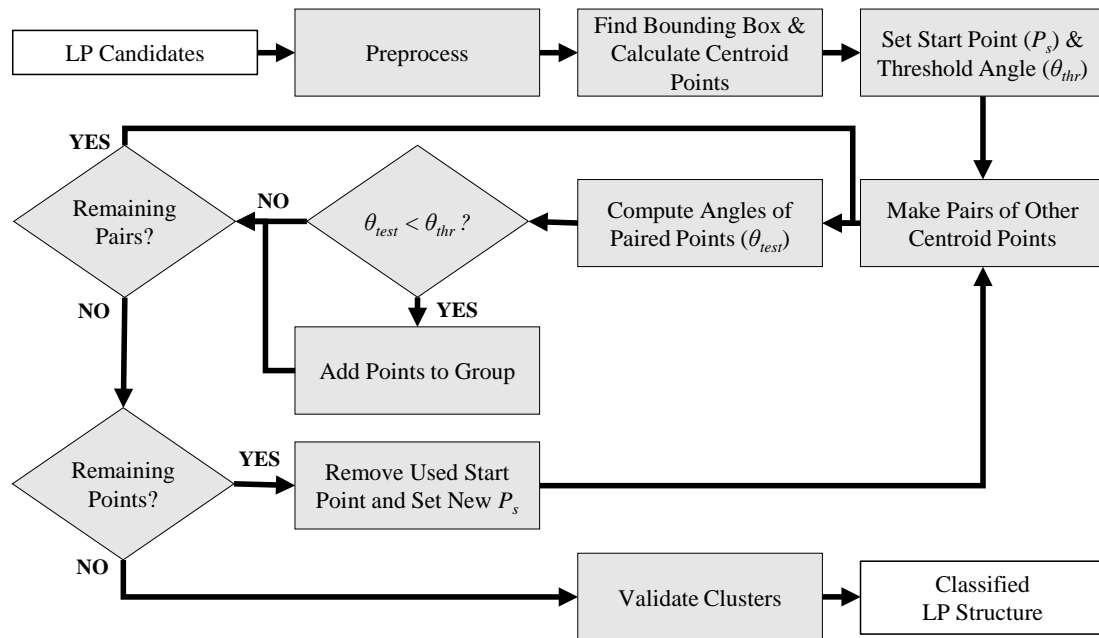 LP Candidates
Preprocess
Find Bounding Box &
Calculate Centroid
Points
Set Start Point (Ps) &
Threshold Angle (θthr)
YES
Remaining
Pairs?
NO
θtest < θthr ?
Compute Angles of
Paired Points (θtest)
Make Pairs of Other
Centroid Points
NO
YES
Add Points to Group
Remaining
Points?
YES
Remove Used Start
Point and Set New Ps
NO
Validate Clusters
Classified
LP Structure